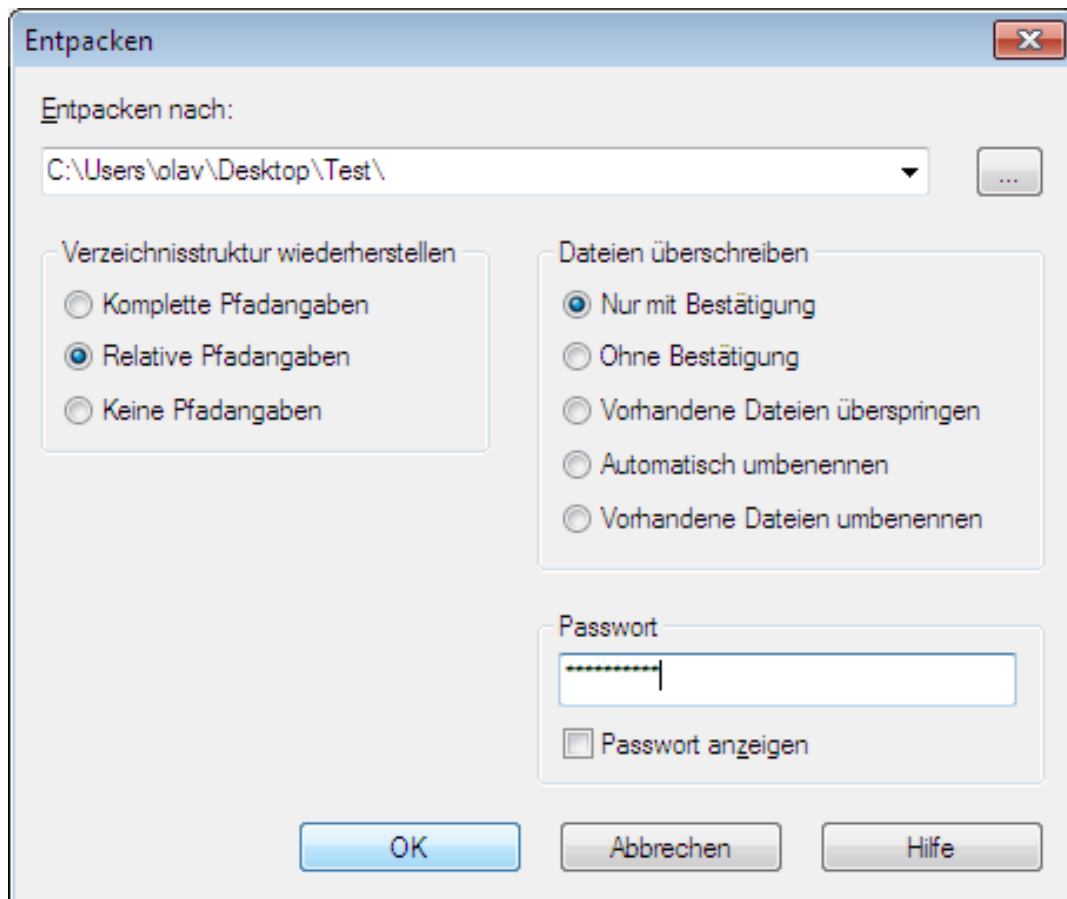 Entpacken
Entpacken nach:
C:\Users\olav\Desktop\Test\
...
Verzeichnisstruktur wiederherstellen
Komplette Pfadangaben
Relative Pfadangaben
Keine Pfadangaben
Dateien überschreiben
Nur mit Bestätigung
Ohne Bestätigung
Vorhandene Dateien überspringen
Automatisch umbenennen
Vorhandene Dateien umbenennen
Passwort
**********
Passwort anzeigen
OK
Abbrechen
Hilfe